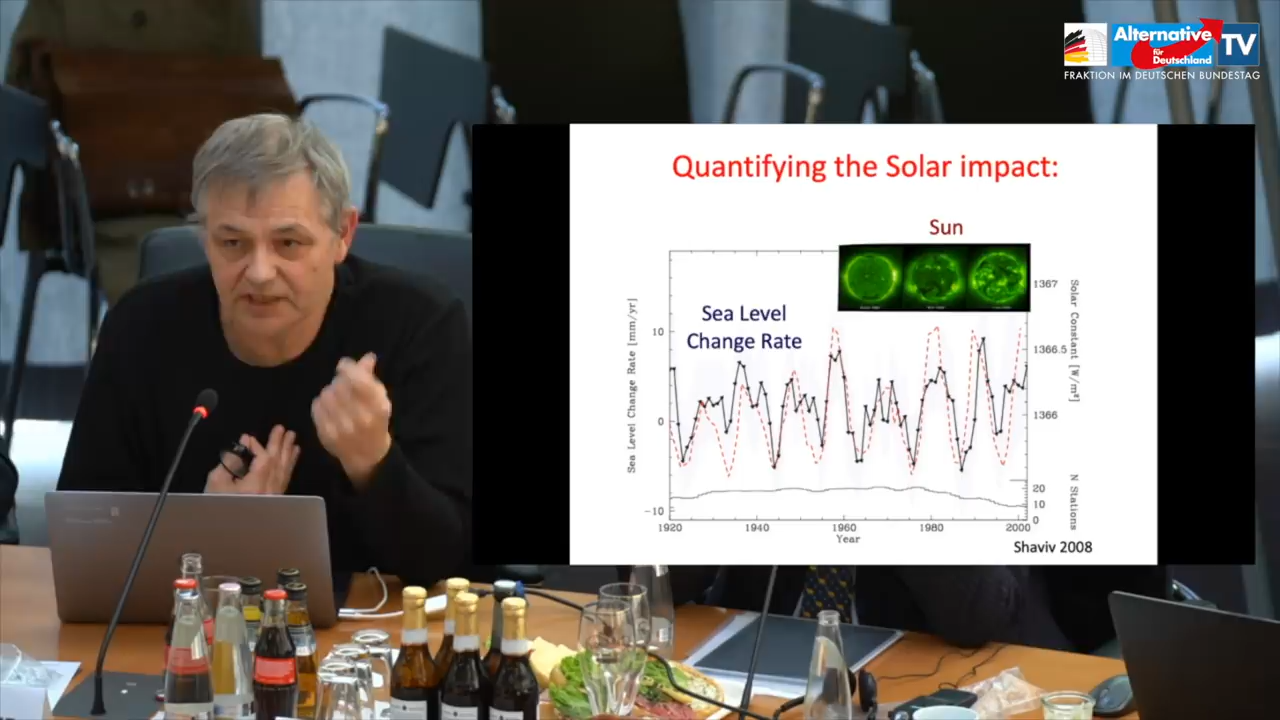 Alternative
für
Deutschland
TV
FRAKTION IM DEUTSCHEN BUNDESTAG
Quantifying the Solar impact:
Sun
Sea Level
Change Rate
Sea Level Change Rate [mm/yr]
10
0
-10
1367
1366.5
1366
Solar Constant [W/m²]
20
10
0
N Stations
1920
1940
1960
1980
2000
Year
Shaviv 2008